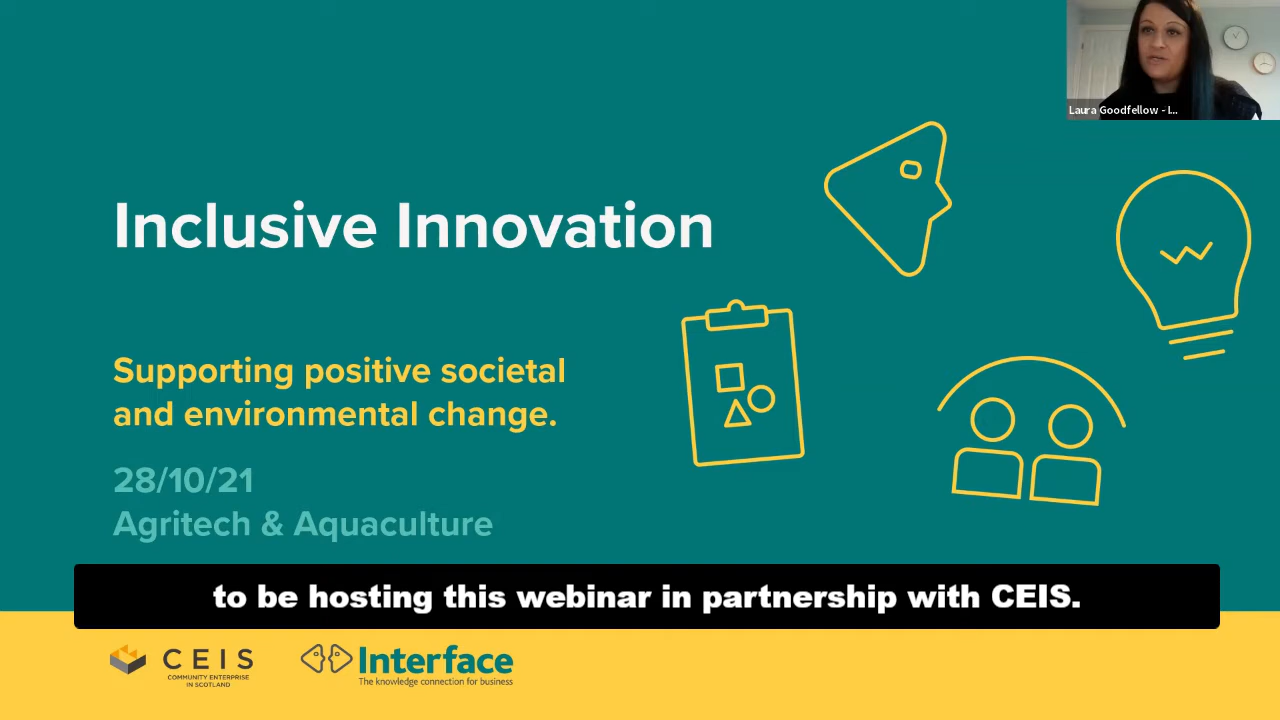 Laura Goodfellow - I...
Inclusive Innovation
Supporting positive societal
and environmental change.
28/10/21
Agritech & Aquaculture
to be hosting this webinar in partnership with CEIS.
CEIS
COMMUNITY ENTERPRISE
IN SCOTLAND
Interface
The knowledge connection for business